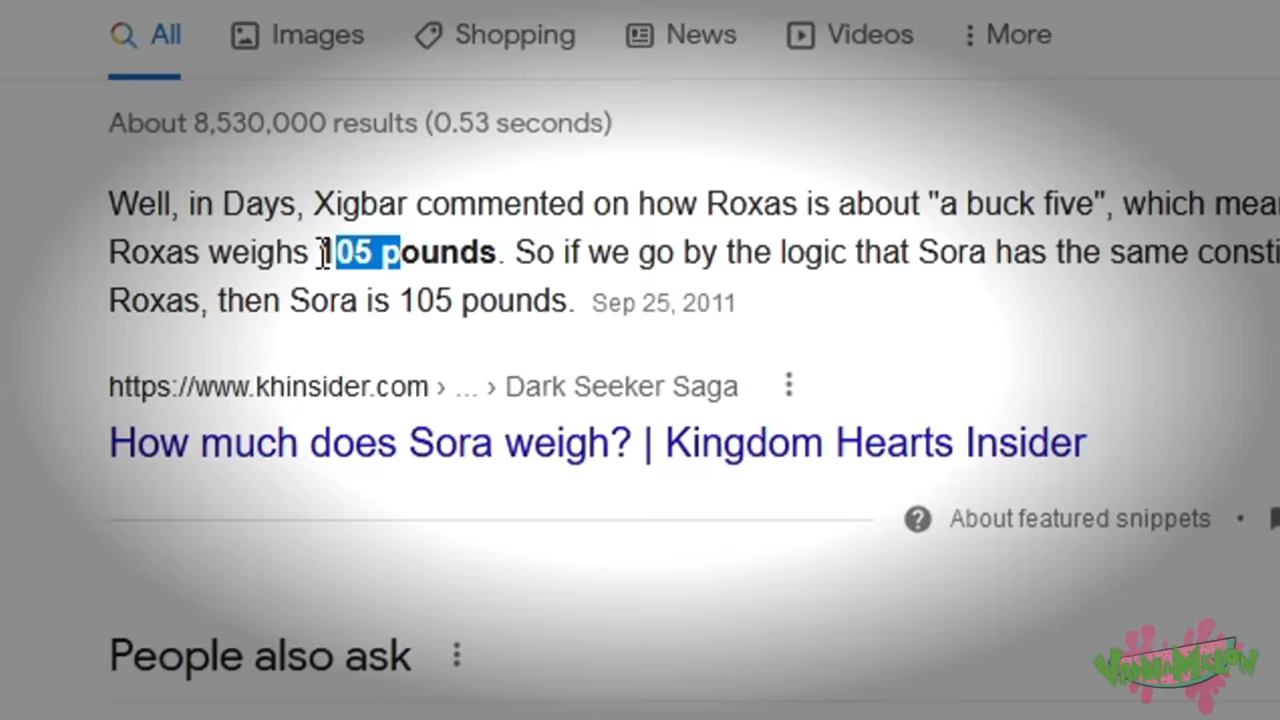 All Images Shopping News Videos More
About 8,530,000 results (0.53 seconds)
Well, in Days, Xigbar commented on how Roxas is about "a buck five", which mea
Roxas weighs 105 pounds. So if we go by the logic that Sora has the same consti
Roxas, then Sora is 105 pounds. Sep 25, 2011
https://www.khinsider.com › ... › Dark Seeker Saga
How much does Sora weigh? | Kingdom Hearts Insider
About featured snippets •
People also ask